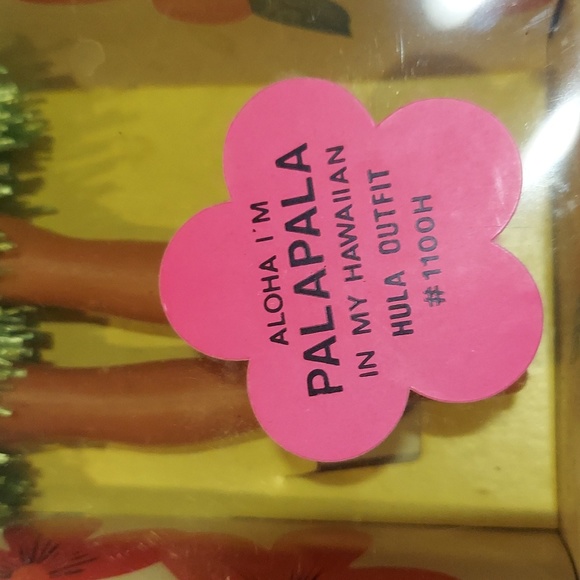 ALOHA I'M
PALAPALA
IN MY HAWAIIAN
HULA OUTFIT
#1100H